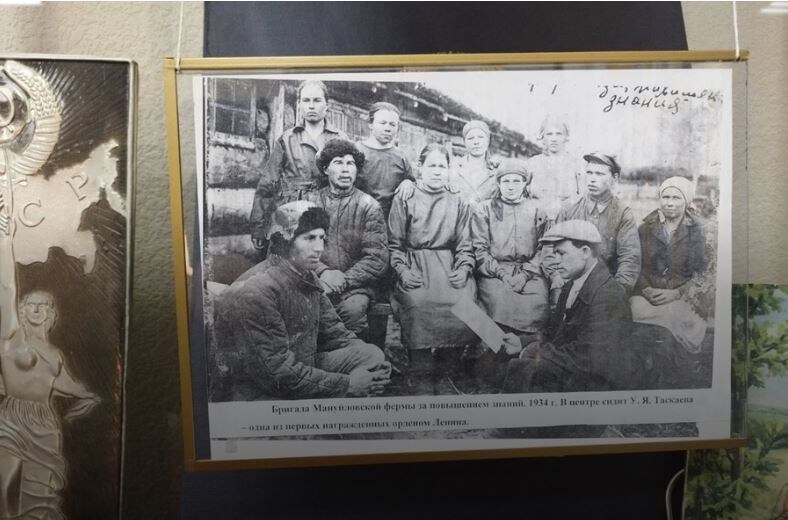 знания
С Р
Бригада Мануйловской фермы за повышением знаний. 1934 г. В центре сидит У. Я. Таскаева
– одна из первых награжденных орденом Ленина.